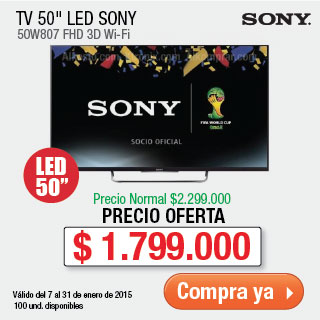 TV 50" LED SONY
SONY.
50W807 FHD 3D Wi-Fi
SONY
SOCIO OFICIAL
FIFA WORLD CUP
Brasil
LED
50”
Precio Normal $2.299.000
PRECIO OFERTA
$ 1.799.000
Válido del 7 al 31 de enero de 2015
100 und. disponibles
Compra ya